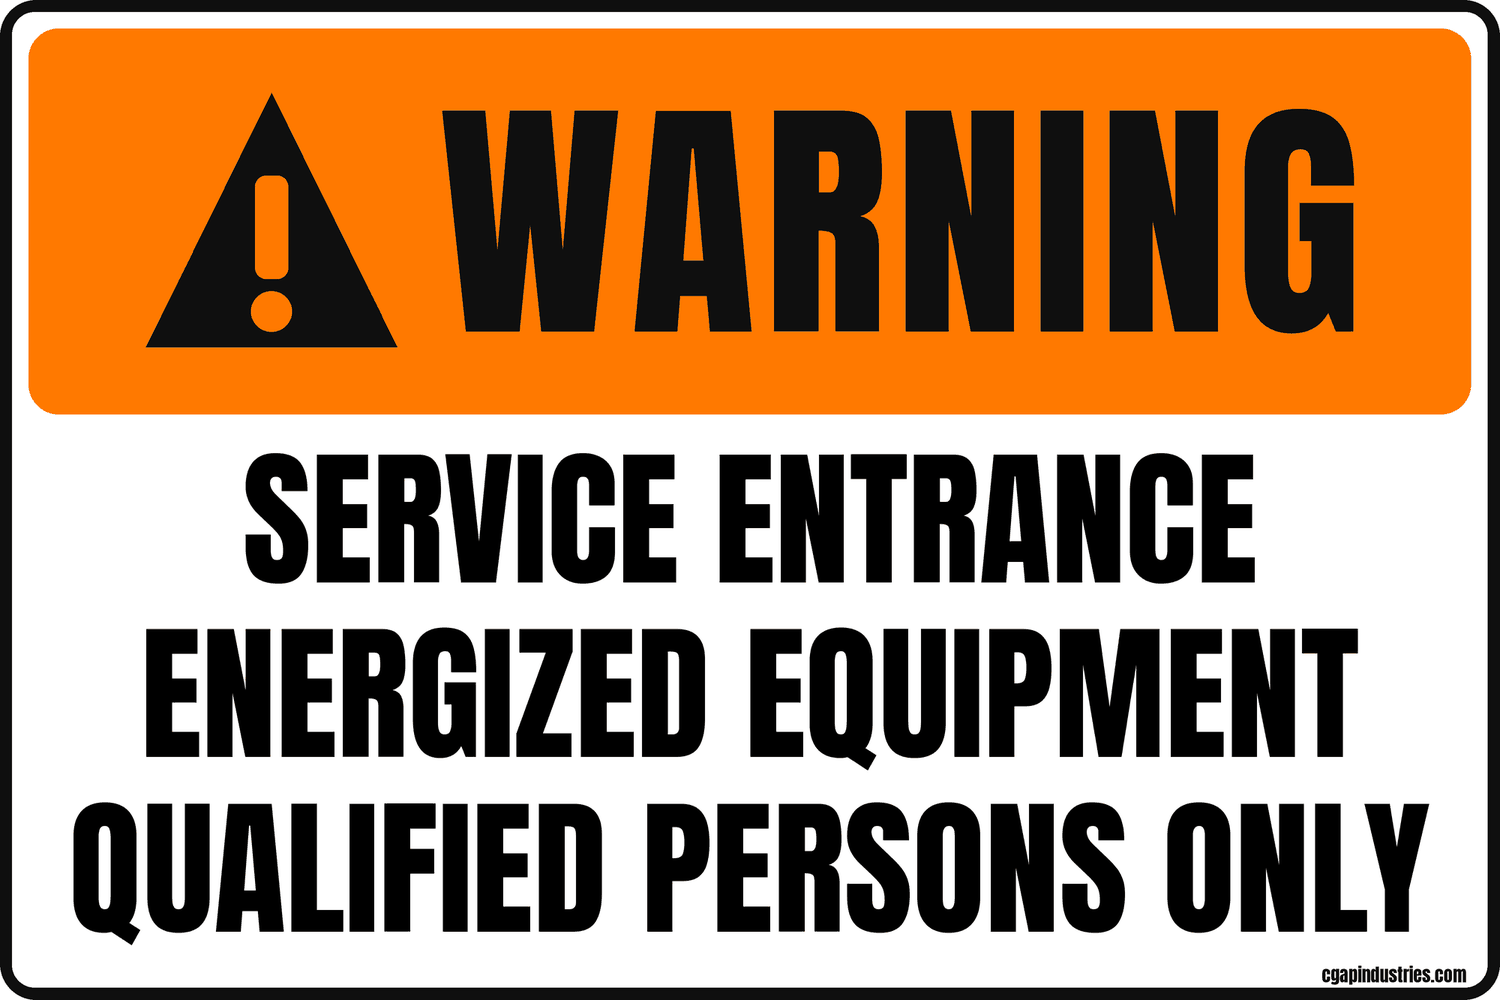 WARNING
SERVICE ENTRANCE
ENERGIZED EQUIPMENT
QUALIFIED PERSONS ONLY
cgapindustries.com